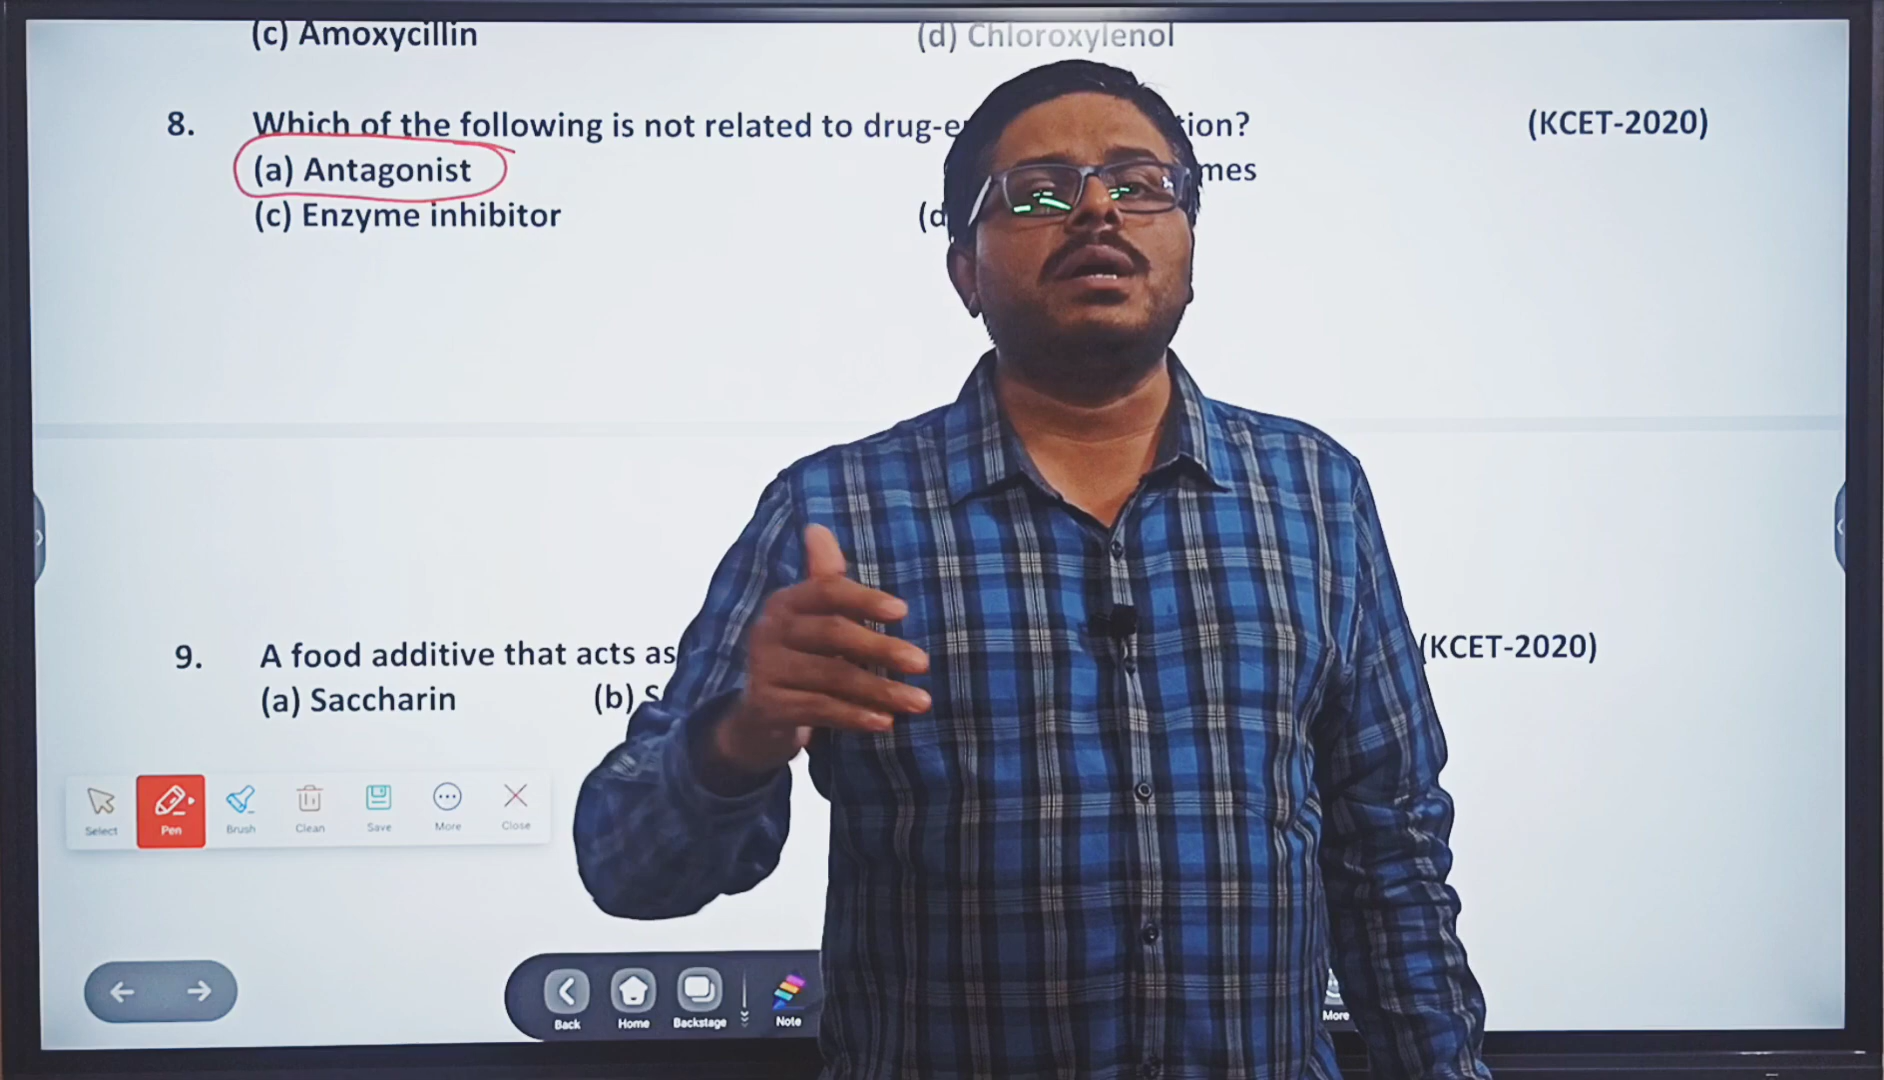 (c) Amoxycillin (d) Chloroxylenol
8. Which of the following is not related to drug-e tion? (KCET-2020)
(a) Antagonist mes
(c) Enzyme inhibitor (d
9. A food additive that acts as (KCET-2020)
(a) Saccharin (b) S
Select Pen Brush Clean Save More Close
Back Home Backstage Note More